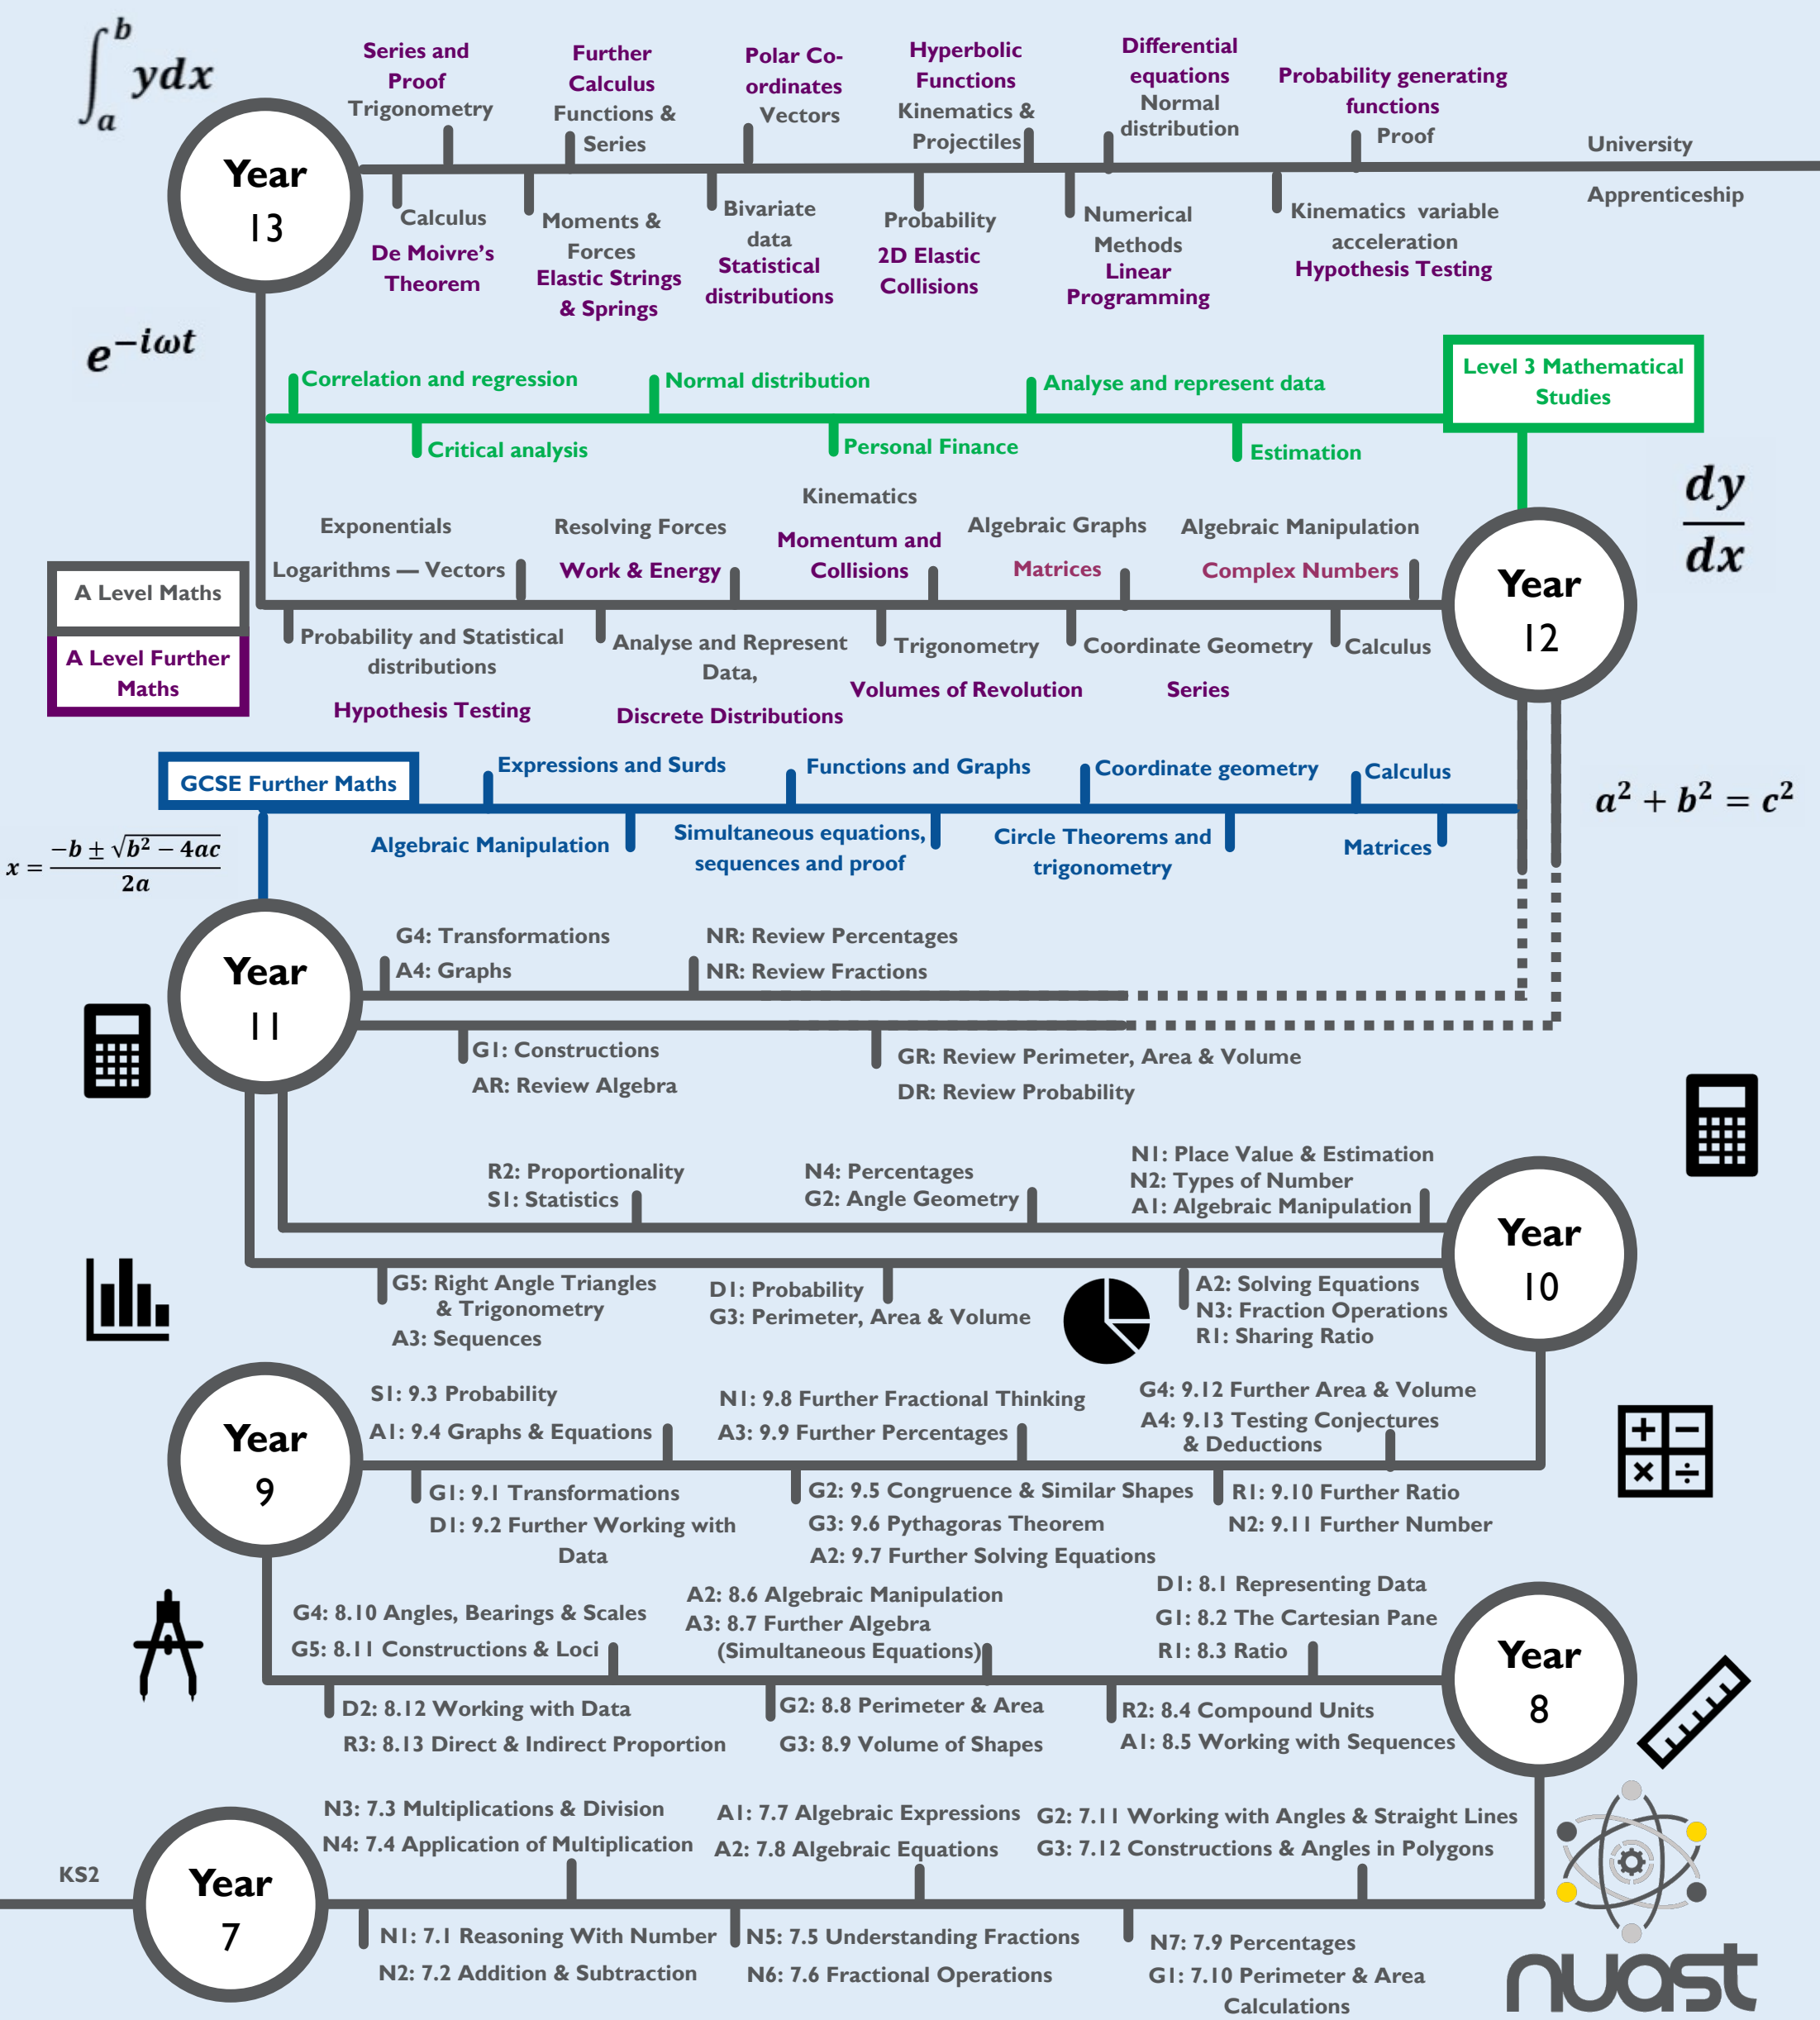 ∫_a^b ydx
Series and
Proof
Trigonometry
Further
Calculus
Functions &
Series
Polar Co-
ordinates
Vectors
Hyperbolic
Functions
Kinematics &
Projectiles
Differential
equations
Normal
distribution
Probability generating
functions
Proof
University
Apprenticeship
Year
13
Calculus
De Moivre's
Theorem
Moments &
Forces
Elastic Strings
& Springs
Bivariate
data
Statistical
distributions
Probability
2D Elastic
Collisions
Numerical
Methods
Linear
Programming
Kinematics variable
acceleration
Hypothesis Testing
e^{-iωt}
Correlation and regression
Normal distribution
Analyse and represent data
Level 3 Mathematical
Studies
Critical analysis
Personal Finance
Estimation
dy/dx
Exponentials
Logarithms — Vectors
Resolving Forces
Work & Energy
Kinematics
Momentum and
Collisions
Algebraic Graphs
Matrices
Algebraic Manipulation
Complex Numbers
Year
12
A Level Maths
A Level Further
Maths
Probability and Statistical
distributions
Hypothesis Testing
Analyse and Represent
Data,
Discrete Distributions
Trigonometry
Volumes of Revolution
Coordinate Geometry
Series
Calculus
GCSE Further Maths
Expressions and Surds
Functions and Graphs
Coordinate geometry
Calculus
a² + b² = c²
Algebraic Manipulation
Simultaneous equations,
sequences and proof
Circle Theorems and
trigonometry
Matrices
x = (-b ± √(b² − 4ac))/2a
Year
11
G4: Transformations
A4: Graphs
NR: Review Percentages
NR: Review Fractions
G1: Constructions
AR: Review Algebra
GR: Review Perimeter, Area & Volume
DR: Review Probability
R2: Proportionality
S1: Statistics
N4: Percentages
G2: Angle Geometry
N1: Place Value & Estimation
N2: Types of Number
A1: Algebraic Manipulation
Year
10
G5: Right Angle Triangles
& Trigonometry
A3: Sequences
D1: Probability
G3: Perimeter, Area & Volume
A2: Solving Equations
N3: Fraction Operations
R1: Sharing Ratio
Year
9
S1: 9.3 Probability
A1: 9.4 Graphs & Equations
N1: 9.8 Further Fractional Thinking
A3: 9.9 Further Percentages
G4: 9.12 Further Area & Volume
A4: 9.13 Testing Conjectures
& Deductions
+ −
× ÷
G1: 9.1 Transformations
D1: 9.2 Further Working with
Data
G2: 9.5 Congruence & Similar Shapes
G3: 9.6 Pythagoras Theorem
A2: 9.7 Further Solving Equations
R1: 9.10 Further Ratio
N2: 9.11 Further Number
G4: 8.10 Angles, Bearings & Scales
G5: 8.11 Constructions & Loci
A2: 8.6 Algebraic Manipulation
A3: 8.7 Further Algebra
(Simultaneous Equations)
D1: 8.1 Representing Data
G1: 8.2 The Cartesian Pane
R1: 8.3 Ratio
Year
8
D2: 8.12 Working with Data
R3: 8.13 Direct & Indirect Proportion
G2: 8.8 Perimeter & Area
G3: 8.9 Volume of Shapes
R2: 8.4 Compound Units
A1: 8.5 Working with Sequences
N3: 7.3 Multiplications & Division
N4: 7.4 Application of Multiplication
A1: 7.7 Algebraic Expressions
A2: 7.8 Algebraic Equations
G2: 7.11 Working with Angles & Straight Lines
G3: 7.12 Constructions & Angles in Polygons
KS2
Year
7
N1: 7.1 Reasoning With Number
N2: 7.2 Addition & Subtraction
N5: 7.5 Understanding Fractions
N6: 7.6 Fractional Operations
N7: 7.9 Percentages
G1: 7.10 Perimeter & Area
Calculations
nuast